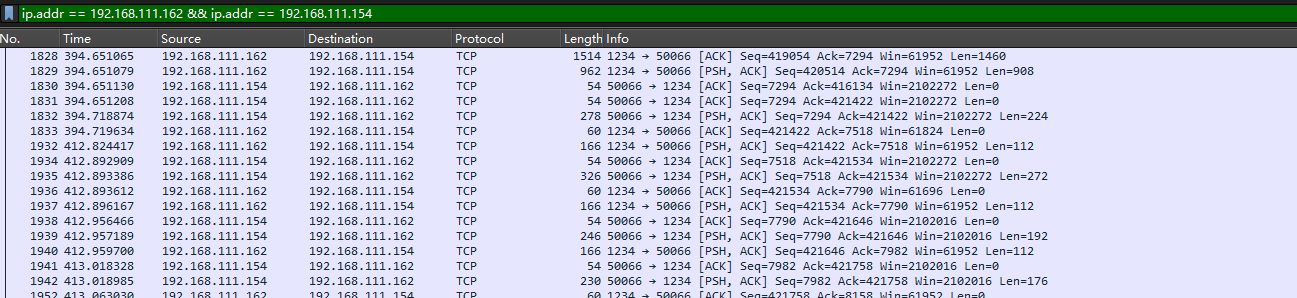 ip.addr == 192.168.111.162 && ip.addr == 192.168.111.154
No. Time Source Destination Protocol Length Info
1828 394.651065 192.168.111.162 192.168.111.154 TCP 1514 1234 → 50066 [ACK] Seq=419054 Ack=7294 Win=61952 Len=1460
1829 394.651079 192.168.111.162 192.168.111.154 TCP 962 1234 → 50066 [PSH, ACK] Seq=420514 Ack=7294 Win=61952 Len=908
1830 394.651130 192.168.111.154 192.168.111.162 TCP 54 50066 → 1234 [ACK] Seq=7294 Ack=416134 Win=2102272 Len=0
1831 394.651208 192.168.111.154 192.168.111.162 TCP 54 50066 → 1234 [ACK] Seq=7294 Ack=421422 Win=2102272 Len=0
1832 394.718874 192.168.111.154 192.168.111.162 TCP 278 50066 → 1234 [PSH, ACK] Seq=7294 Ack=421422 Win=2102272 Len=224
1833 394.719634 192.168.111.162 192.168.111.154 TCP 60 1234 → 50066 [ACK] Seq=421422 Ack=7518 Win=61824 Len=0
1932 412.824417 192.168.111.162 192.168.111.154 TCP 166 1234 → 50066 [PSH, ACK] Seq=421422 Ack=7518 Win=61952 Len=112
1934 412.892909 192.168.111.154 192.168.111.162 TCP 54 50066 → 1234 [ACK] Seq=7518 Ack=421534 Win=2102272 Len=0
1935 412.893386 192.168.111.154 192.168.111.162 TCP 326 50066 → 1234 [PSH, ACK] Seq=7518 Ack=421534 Win=2102272 Len=272
1936 412.893612 192.168.111.162 192.168.111.154 TCP 60 1234 → 50066 [ACK] Seq=421534 Ack=7790 Win=61696 Len=0
1937 412.896167 192.168.111.162 192.168.111.154 TCP 166 1234 → 50066 [PSH, ACK] Seq=421534 Ack=7790 Win=61952 Len=112
1938 412.956466 192.168.111.154 192.168.111.162 TCP 54 50066 → 1234 [ACK] Seq=7790 Ack=421646 Win=2102016 Len=0
1939 412.957189 192.168.111.154 192.168.111.162 TCP 246 50066 → 1234 [PSH, ACK] Seq=7790 Ack=421646 Win=2102016 Len=192
1940 412.959700 192.168.111.162 192.168.111.154 TCP 166 1234 → 50066 [PSH, ACK] Seq=421646 Ack=7982 Win=61952 Len=112
1941 413.018328 192.168.111.154 192.168.111.162 TCP 54 50066 → 1234 [ACK] Seq=7982 Ack=421758 Win=2102016 Len=0
1942 413.018985 192.168.111.154 192.168.111.162 TCP 230 50066 → 1234 [PSH, ACK] Seq=7982 Ack=421758 Win=2102016 Len=176
1952 413.063030 192.168.111.162 192.168.111.154 TCP 60 1234 → 50066 [ACK] Seq=421758 Ack=8158 Win=61952 Len=0